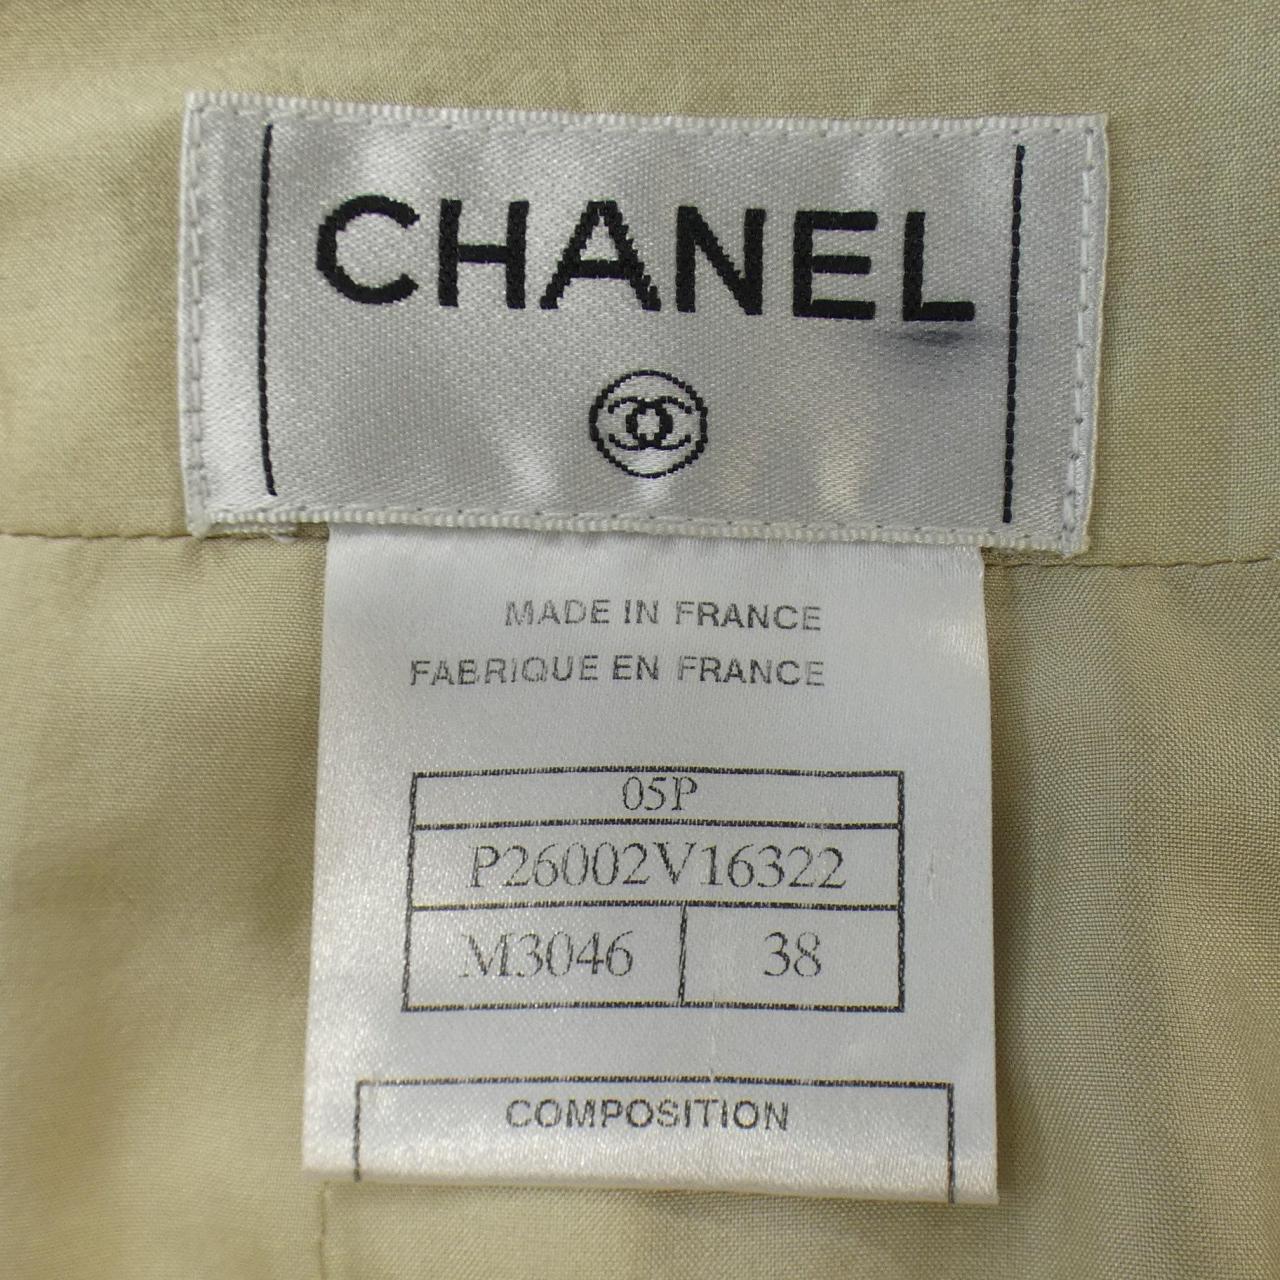 CHANEL
MADE IN FRANCE
FABRIQUE EN FRANCE
05P
P26002V16322
M3046 38
COMPOSITION